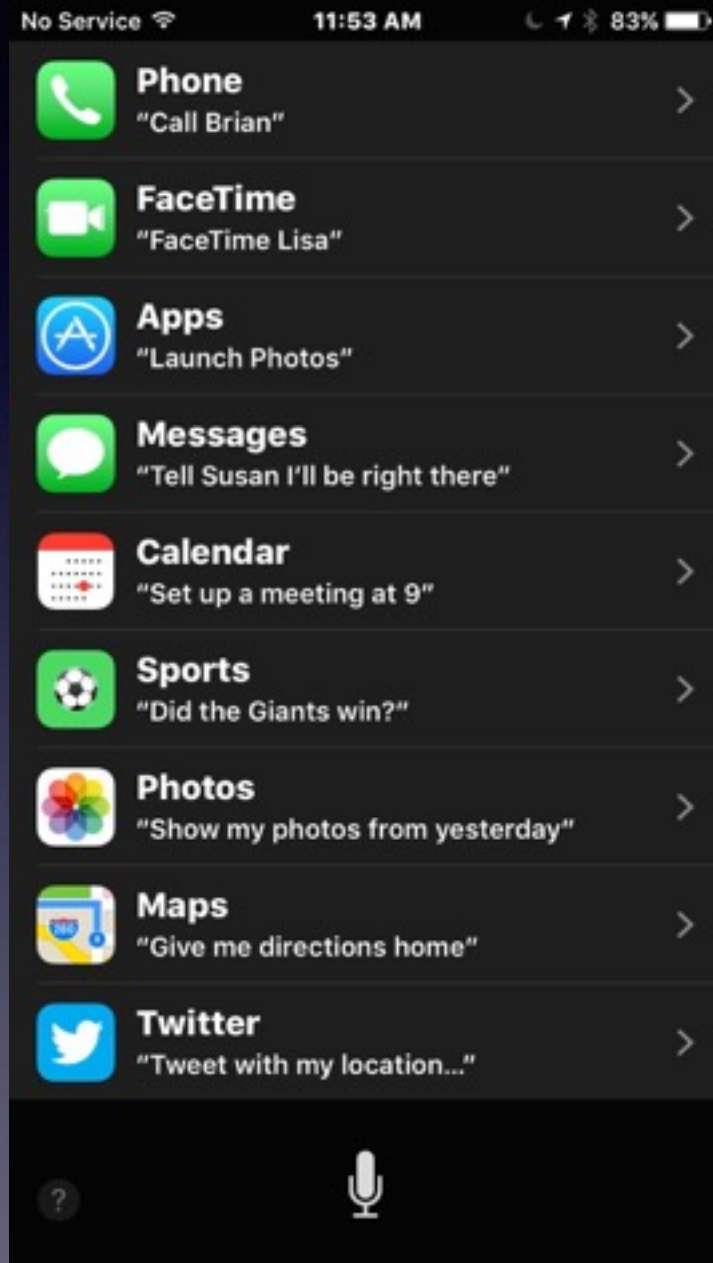 No Service 11:53 AM 83%
Phone
“Call Brian”
FaceTime
“FaceTime Lisa”
Apps
“Launch Photos”
Messages
“Tell Susan I’ll be right there”
Calendar
“Set up a meeting at 9”
Sports
“Did the Giants win?”
Photos
“Show my photos from yesterday”
Maps
“Give me directions home”
280
Twitter
“Tweet with my location...”
?